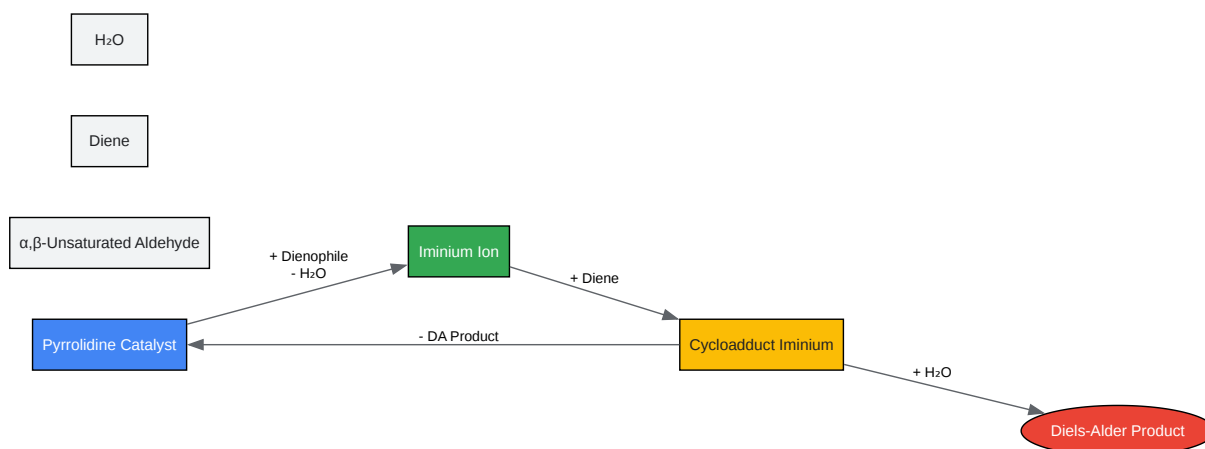 H₂O
Diene
α,β-Unsaturated Aldehyde
+ Dienophile
- H₂O
Iminium Ion
+ Diene
Pyrrolidine Catalyst
- DA Product
Cycloadduct Iminium
+ H₂O
Diels-Alder Product